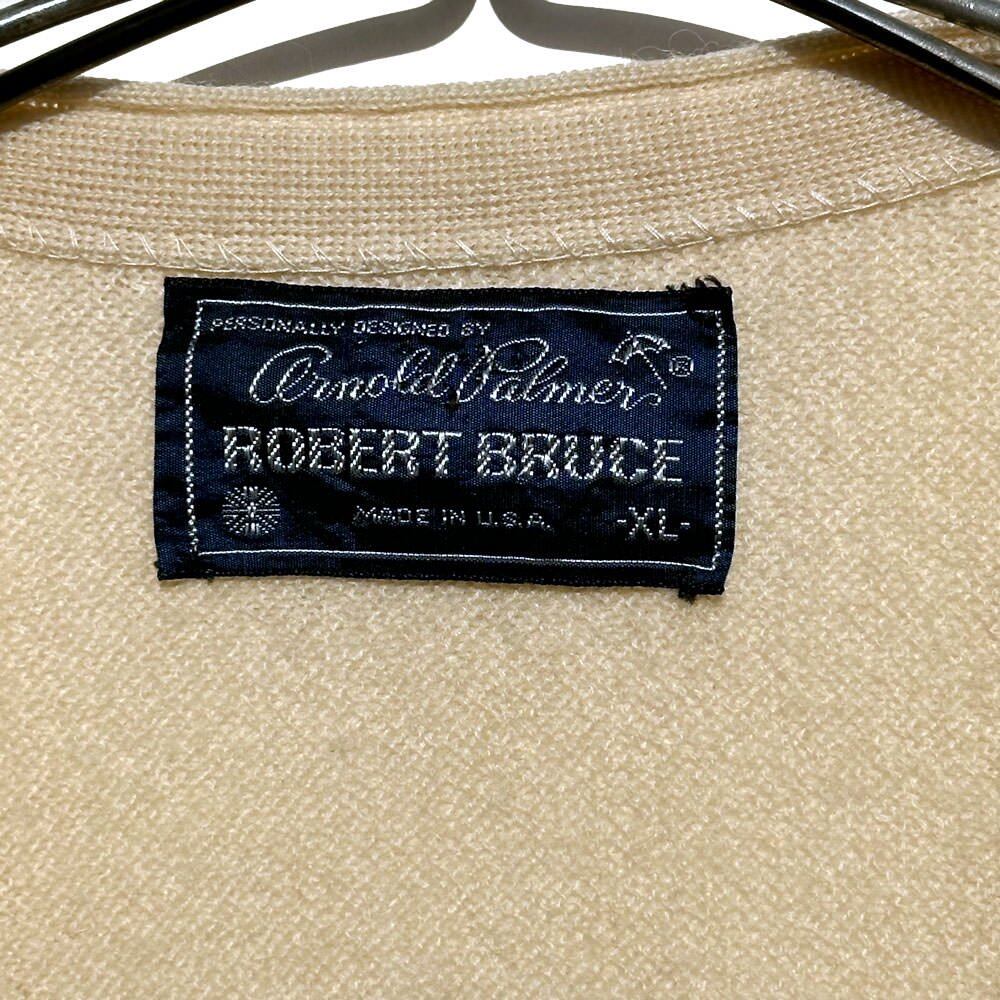 PERSONALLY DESIGNED BY
Arnold Palmer ®
ROBERT BRUCE
MADE IN U.S.A. -XL-